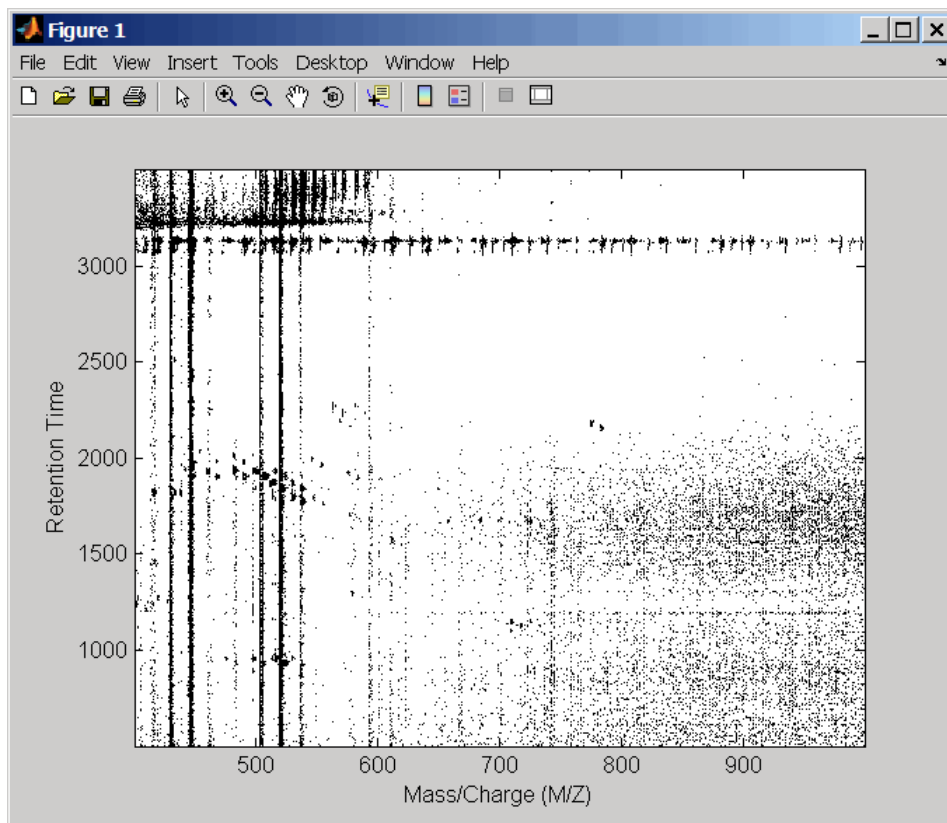 Figure 1
File Edit View Insert Tools Desktop Window Help
3000
2500
2000
1500
1000
Retention Time
500 600 700 800 900
Mass/Charge (M/Z)